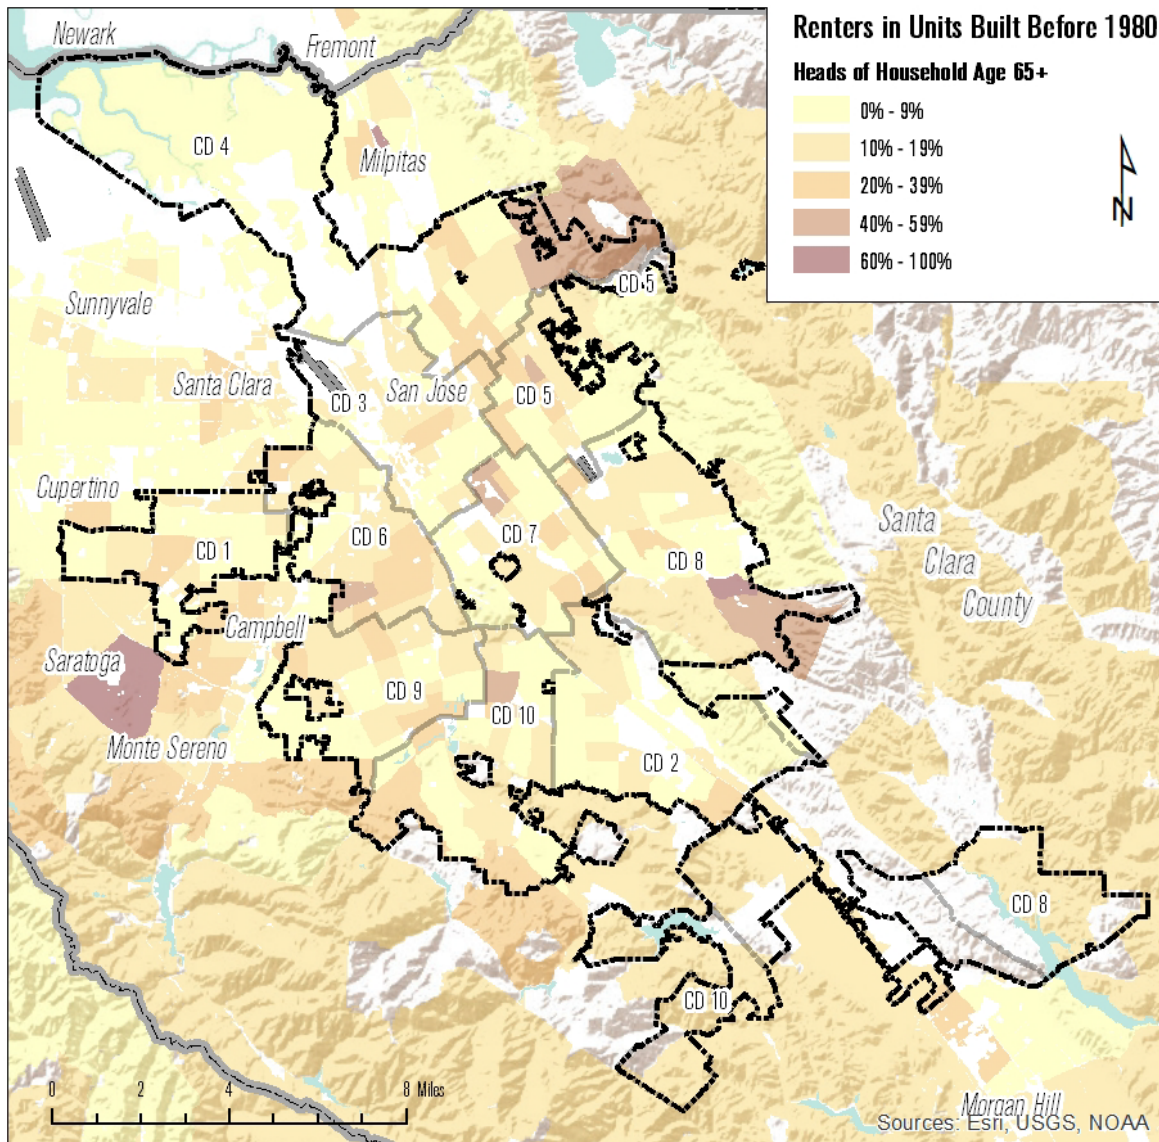 Renters in Units Built Before 1980
Heads of Household Age 65+
0% - 9%
10% - 19%
20% - 39%
40% - 59%
60% - 100%
N
Newark
Fremont
CD 4
Milpitas
CD 5
Sunnyvale
Santa Clara
CD 3
San Jose
CD 5
Cupertino
CD 1
CD 6
CD 7
CD 8
Santa
Clara
County
Campbell
Saratoga
CD 9
CD 10
Monte Sereno
CD 2
CD 8
CD 10
0 2 4 8 Miles
Morgan Hill
Sources: Esri, USGS, NOAA